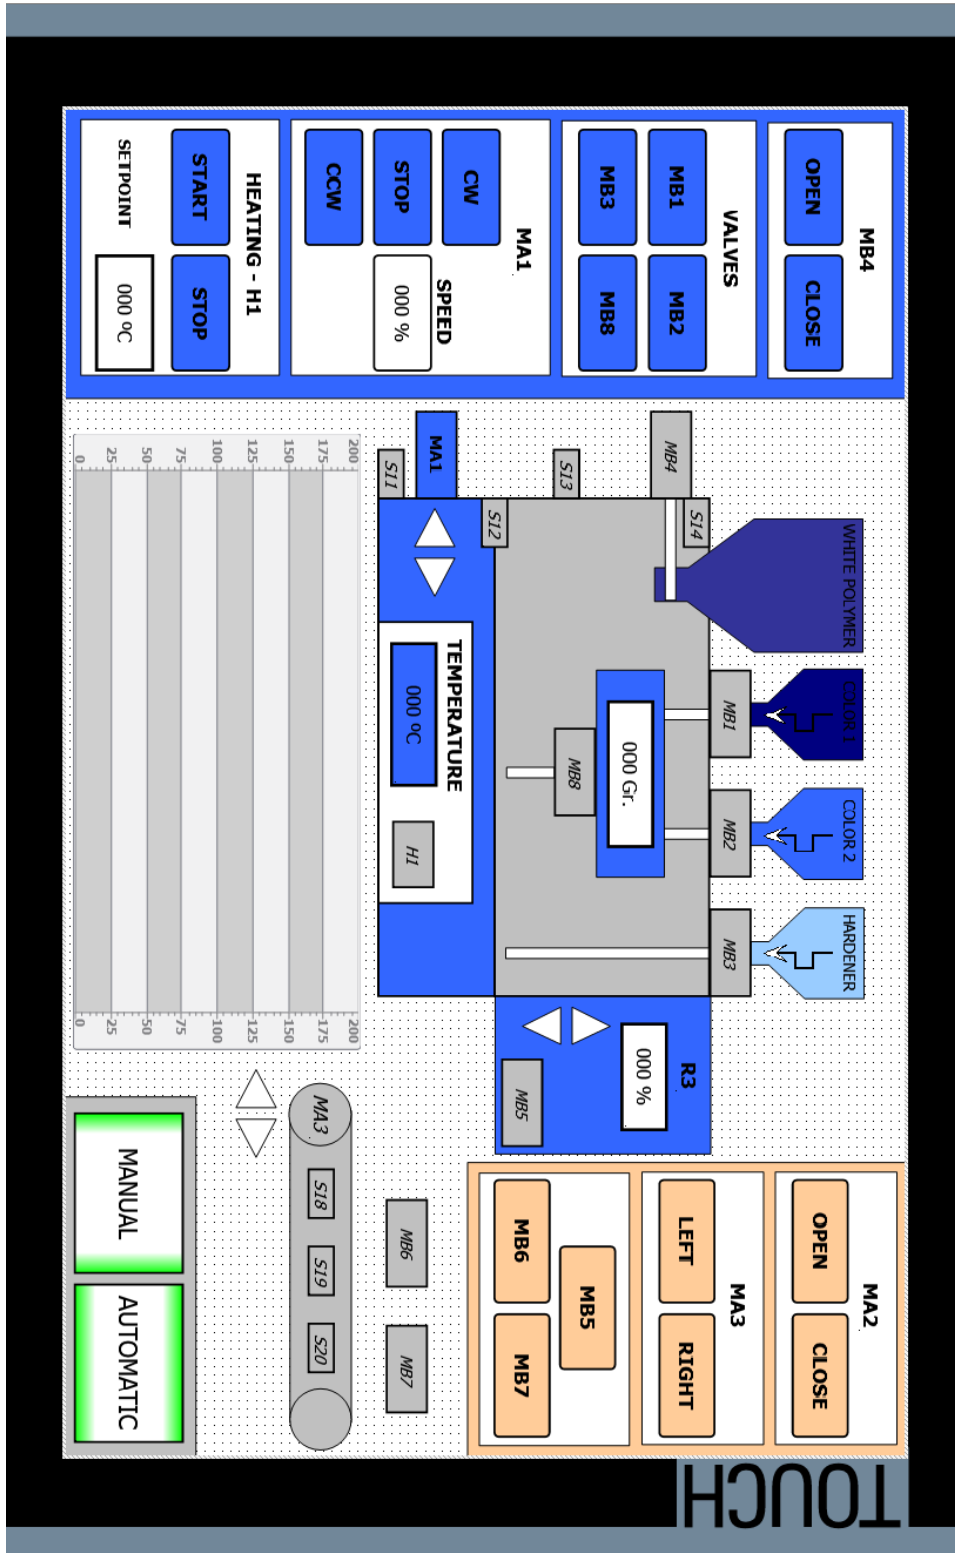 TOUCH
MB4
OPEN
CLOSE
VALVES
MB1
MB2
MB3
MB8
MA1
CW
SPEED
STOP
000 %
CCW
HEATING - H1
START
STOP
SETPOINT
000 ºC
WHITE POLYMER
COLOR 1
COLOR 2
HARDENER
MB4
S14
MB1
MB2
MB3
S13
000 Gr.
MB8
S12
MA1
S11
TEMPERATURE
000 ºC
H1
R3
000 %
MB5
200
175
150
125
100
75
50
25
0
200
175
150
125
100
75
50
25
0
MA2
OPEN
CLOSE
MA3
LEFT
RIGHT
MB5
MB6
MB7
MB6
MB7
MA3
S18
S19
S20
MANUAL
AUTOMATIC